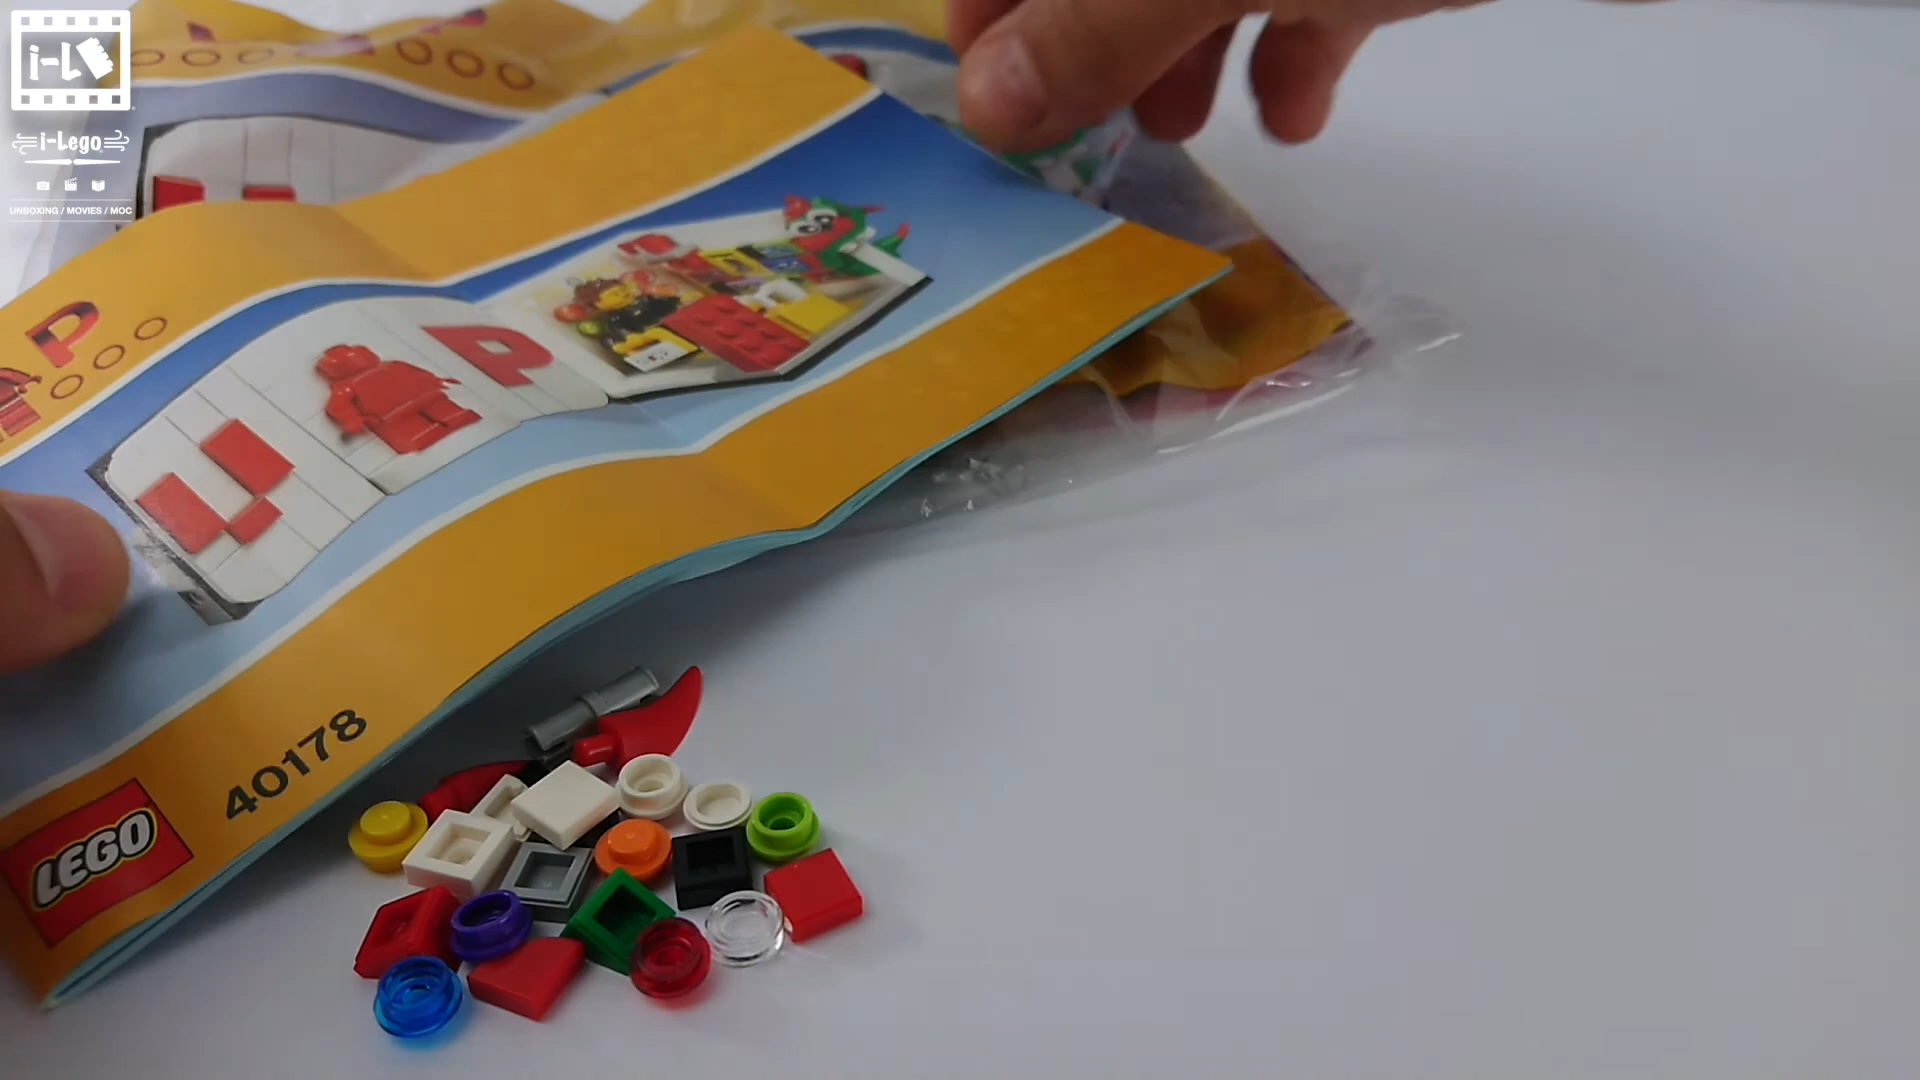 i-L
i-Lego
UNBOXING / MOVIES / MOC
P
V I P
40178
LEGO